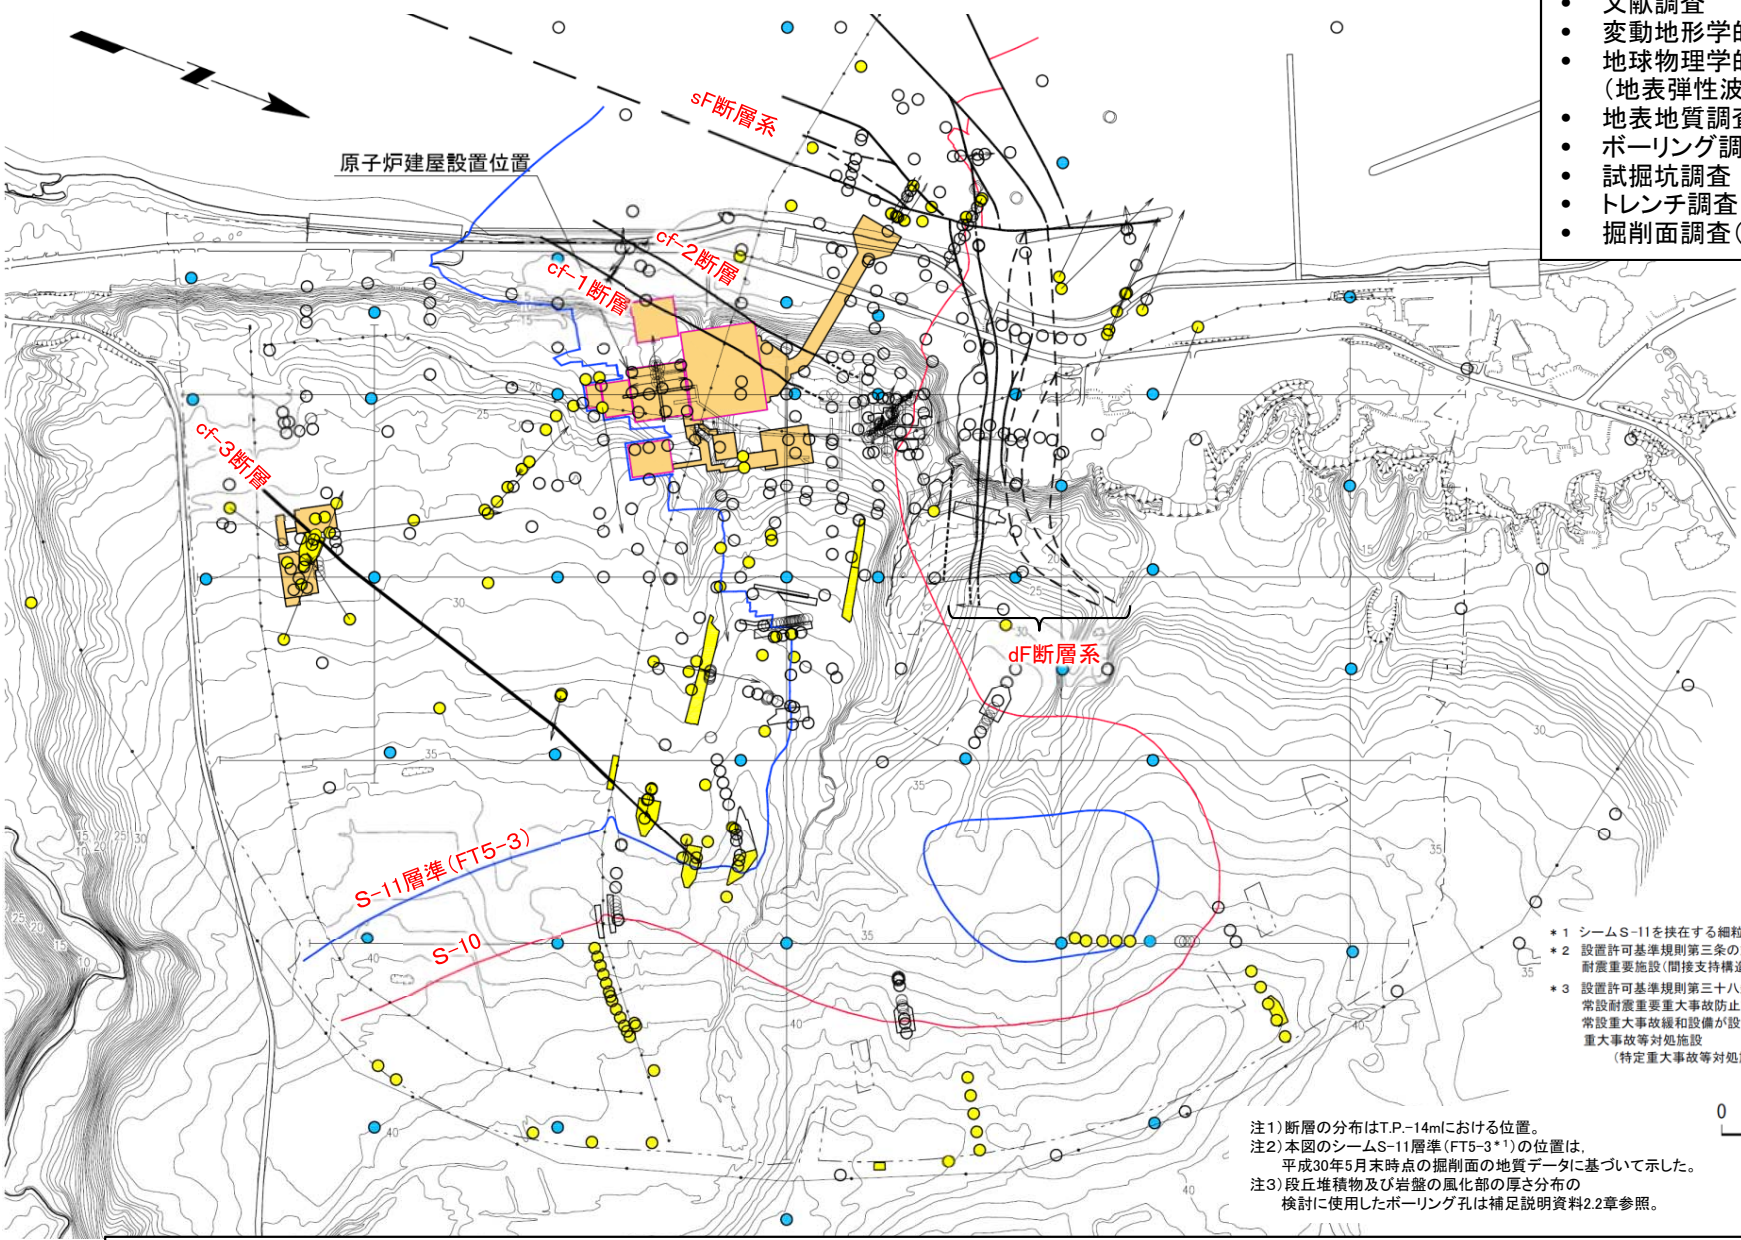 • 文献調査
• 変動地形学的
• 地球物理学的
（地表弾性波
• 地表地質調査
• ボーリング調
• 試掘坑調査
• トレンチ調査
• 掘削面調査(
sF断層系
原子炉建屋設置位置
cf-2断層
cf-1断層
cf-3断層
dF断層系
S-11層準(FT5-3)
S-10
15
20
25
30
35
40
5
10
*1 シームS-11を挟在する細粒
*2 設置許可基準規則第三条の
耐震重要施設(間接支持構造
*3 設置許可基準規則第三十八
常設耐震重要重大事故防止
常設重大事故緩和設備が設
重大事故等対処施設
(特定重大事故等対処施
0
注1)断層の分布はT.P.-14mにおける位置。
注2)本図のシームS-11層準(FT5-3*1)の位置は、
平成30年5月末時点の掘削面の地質データに基づいて示した。
注3)段丘堆積物及び岩盤の風化部の厚さ分布の
検討に使用したボーリング孔は補足説明資料2.2章参照。